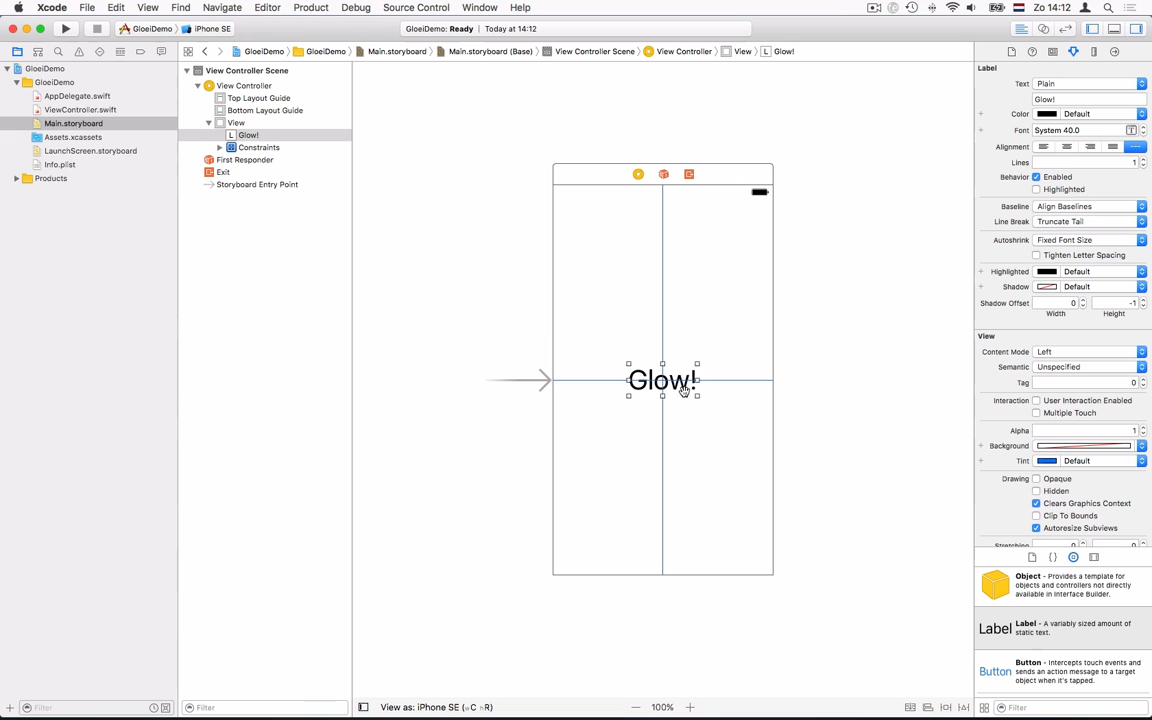 Xcode File Edit View Find Navigate Editor Product Debug Source Control Window Help Zo 14:12
GloeiDemo iPhone SE GloeiDemo: Ready Today at 14:12
GloeiDemo GloeiDemo Main.storyboard Main.storyboard (Base) View Controller Scene View Controller View L Glow!
GloeiDemo
GloeiDemo
AppDelegate.swift
ViewController.swift
Main.storyboard
Assets.xcassets
LaunchScreen.storyboard
Info.plist
Products
Filter
View Controller Scene
View Controller
Top Layout Guide
Bottom Layout Guide
View
L Glow!
Constraints
First Responder
Exit
Storyboard Entry Point
Filter
Glow!
View as: iPhone SE (wC hR) 100%
Label
Text Plain
Glow!
Color Default
Font System 40.0 T
Alignment
Lines 1
Behavior Enabled
Highlighted
Baseline Align Baselines
Line Break Truncate Tail
Autoshrink Fixed Font Size
Tighten Letter Spacing
Highlighted Default
Shadow Default
Shadow Offset 0 -1
Width Height
View
Content Mode Left
Semantic Unspecified
Tag 0
Interaction User Interaction Enabled
Multiple Touch
Alpha 1
Background
Tint Default
Drawing Opaque
Hidden
Clears Graphics Context
Clip To Bounds
Autoresize Subviews
Stretching 0 0
{ }
Object - Provides a template for
objects and controllers not directly
available in Interface Builder.
Label Label - A variably sized amount of
static text.
Button Button - Intercepts touch events and
sends an action message to a target
object when it's tapped.
Filter